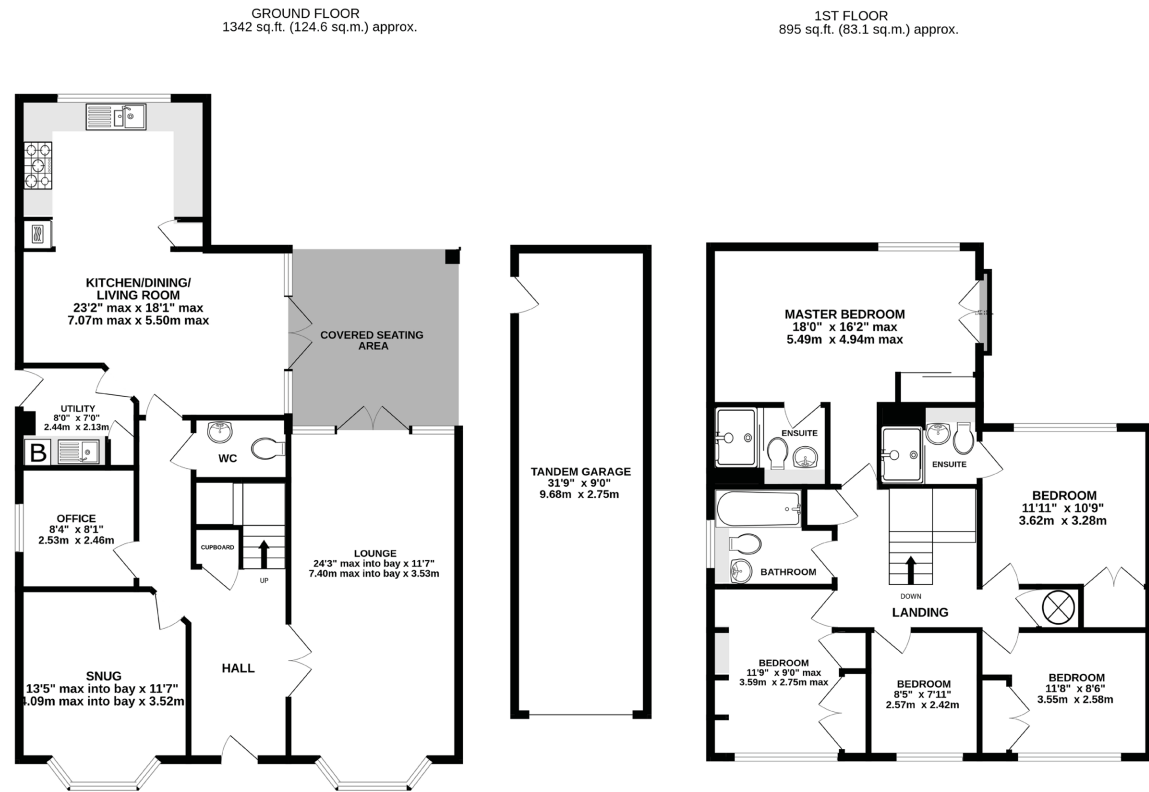 GROUND FLOOR
1342 sq.ft. (124.6 sq.m.) approx.
1ST FLOOR
895 sq.ft. (83.1 sq.m.) approx.
KITCHEN/DINING/
LIVING ROOM
23'2" max x 18'1" max
7.07m max x 5.50m max
COVERED SEATING
AREA
UTILITY
8'0" x 7'0"
2.44m x 2.13m
B
WC
OFFICE
8'4" x 8'1"
2.53m x 2.46m
CUPBOARD
UP
LOUNGE
24'3" max into bay x 11'7"
7.40m max into bay x 3.53m
SNUG
13'5" max into bay x 11'7"
4.09m max into bay x 3.52m
HALL
TANDEM GARAGE
31'9" x 9'0"
9.68m x 2.75m
MASTER BEDROOM
18'0" x 16'2" max
5.49m x 4.94m max
ENSUITE
ENSUITE
BEDROOM
11'11" x 10'9"
3.62m x 3.28m
BATHROOM
DOWN
LANDING
BEDROOM
11'9" x 9'0" max
3.59m x 2.75m max
BEDROOM
8'5" x 7'11"
2.57m x 2.42m
BEDROOM
11'8" x 8'6"
3.55m x 2.58m